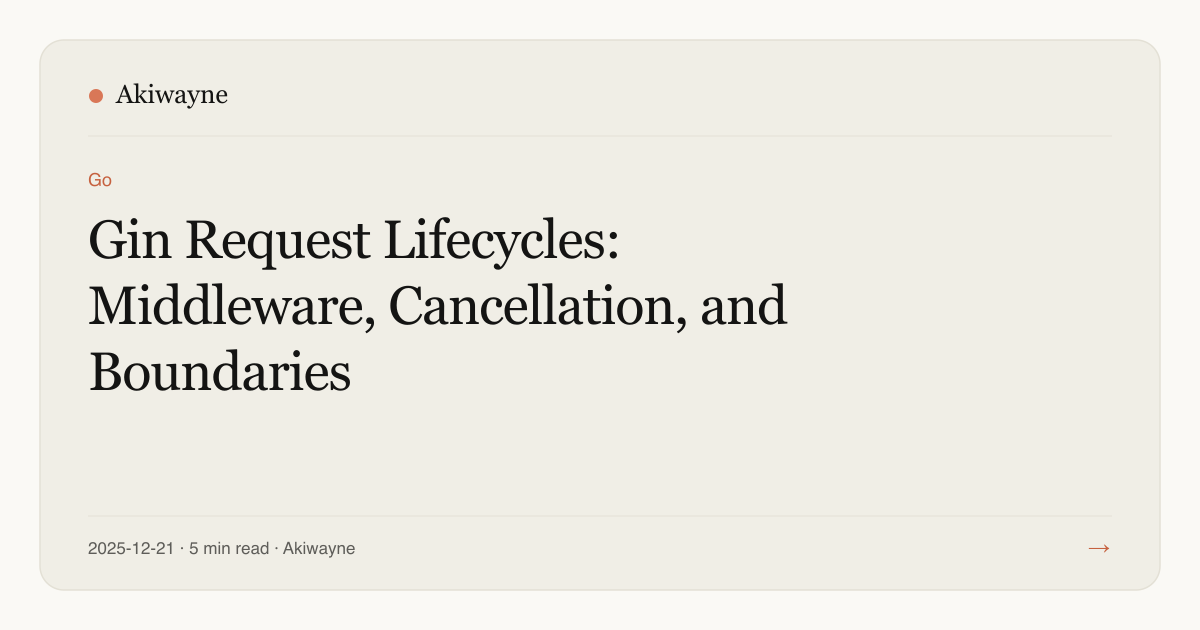 Akiwayne
Go
Gin Request Lifecycles:
Middleware, Cancellation, and
Boundaries
2025-12-21 · 5 min read · Akiwayne
→